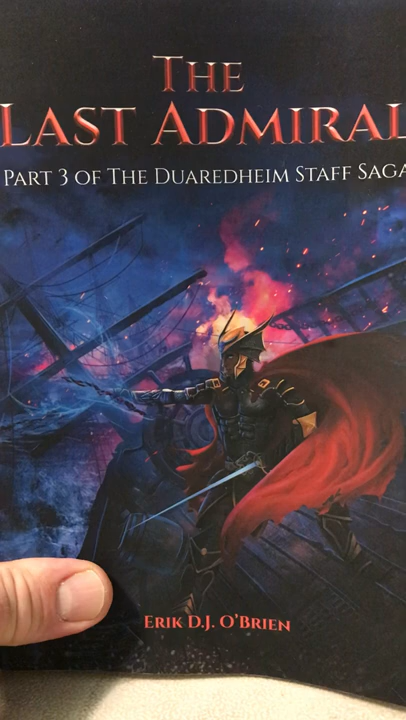 THE
LAST ADMIRAL
PART 3 OF THE DUAREDHEIM STAFF SAGA
ERIK D.J. O'BRIEN